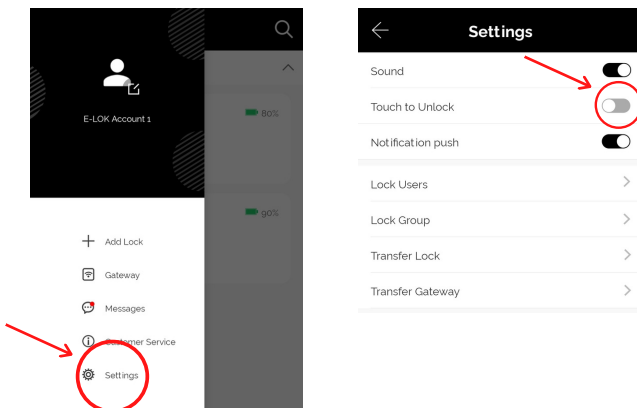 E-LOK Account 1
80%
90%
Add Lock
Gateway
Messages
Customer Service
Settings
Settings
Sound
Touch to Unlock
Notification push
Lock Users
Lock Group
Transfer Lock
Transfer Gateway